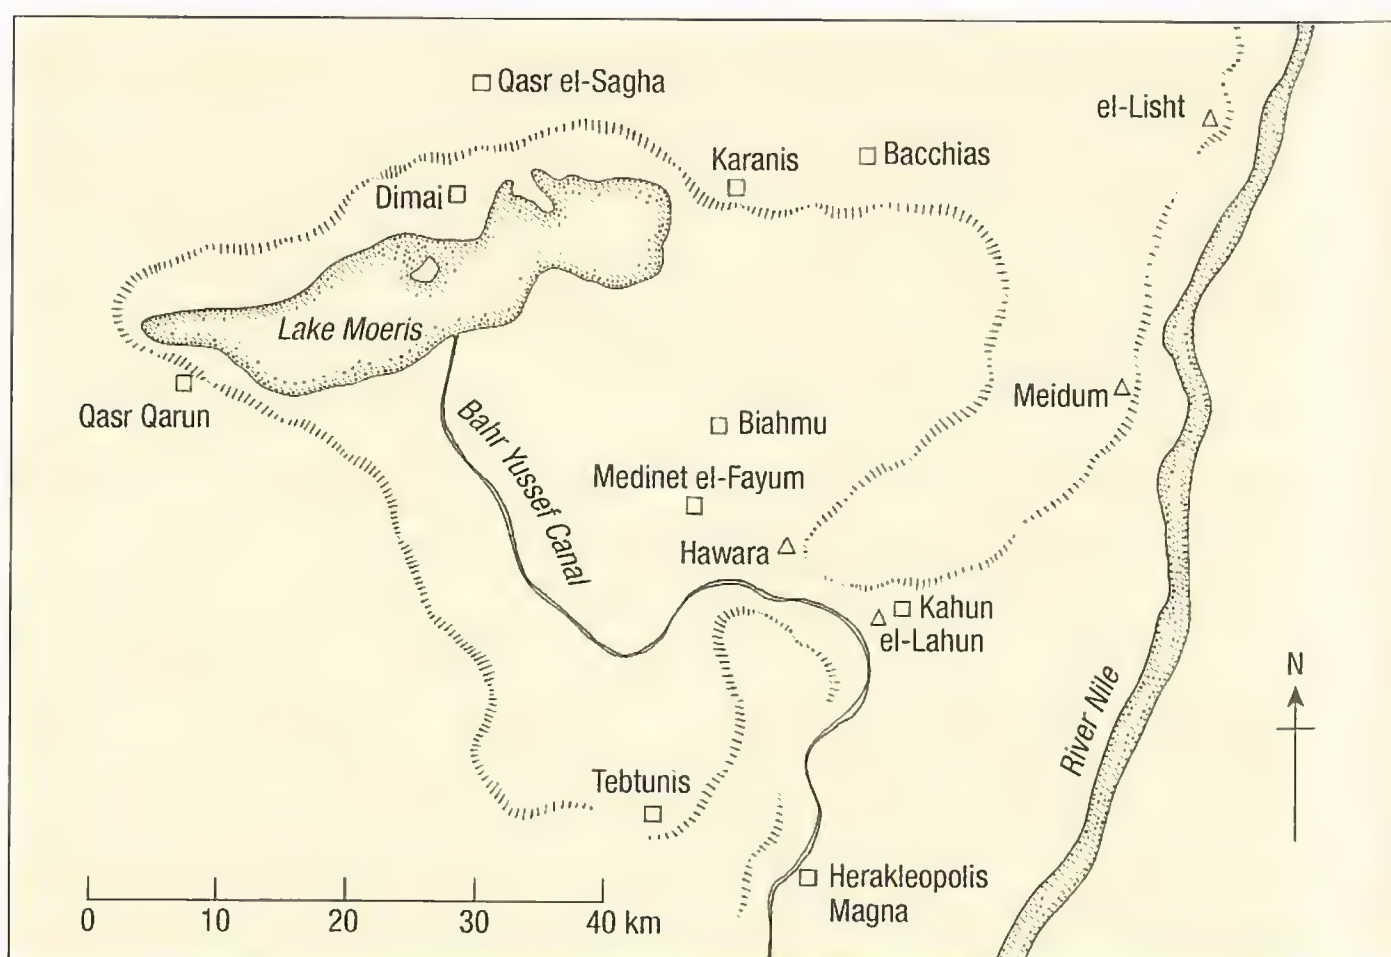 Qasr el-Sagha
el-Lisht
Karanis
Bacchias
Dimai
Lake Moeris
Meidum
Qasr Qarun
Biahmu
Bahr Yussef Canal
Medinet el-Fayum
Hawara
Kahun
el-Lahun
N
River Nile
Tebtunis
Herakleopolis
Magna
0 10 20 30 40 km